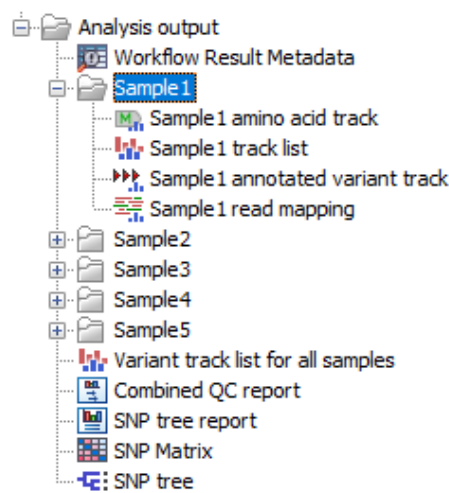 Analysis output
Workflow Result Metadata
Sample1
Sample1 amino acid track
Sample1 track list
Sample1 annotated variant track
Sample1 read mapping
Sample2
Sample3
Sample4
Sample5
Variant track list for all samples
Combined QC report
SNP tree report
SNP Matrix
SNP tree